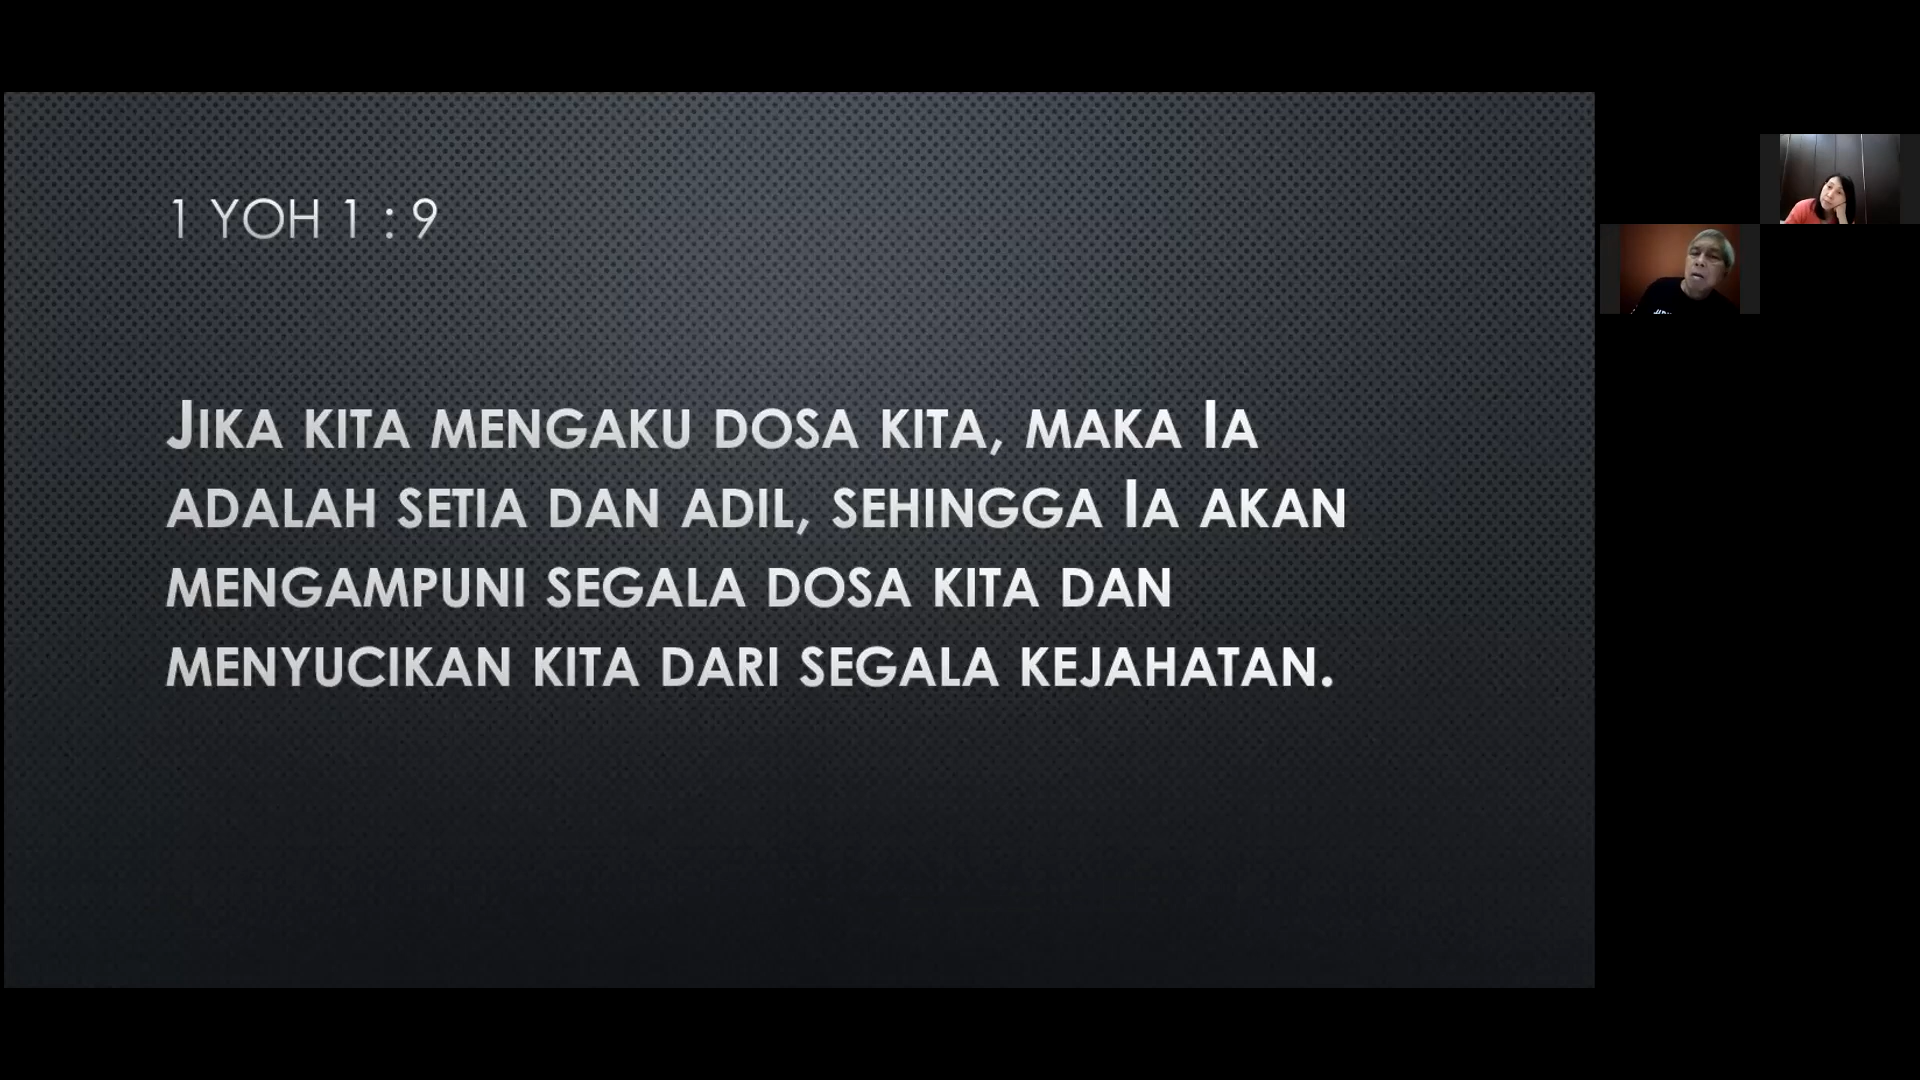 1 YOH 1 : 9
JIKA KITA MENGAKU DOSA KITA, MAKA IA
ADALAH SETIA DAN ADIL, SEHINGGA IA AKAN
MENGAMPUNI SEGALA DOSA KITA DAN
MENYUCIKAN KITA DARI SEGALA KEJAHATAN.